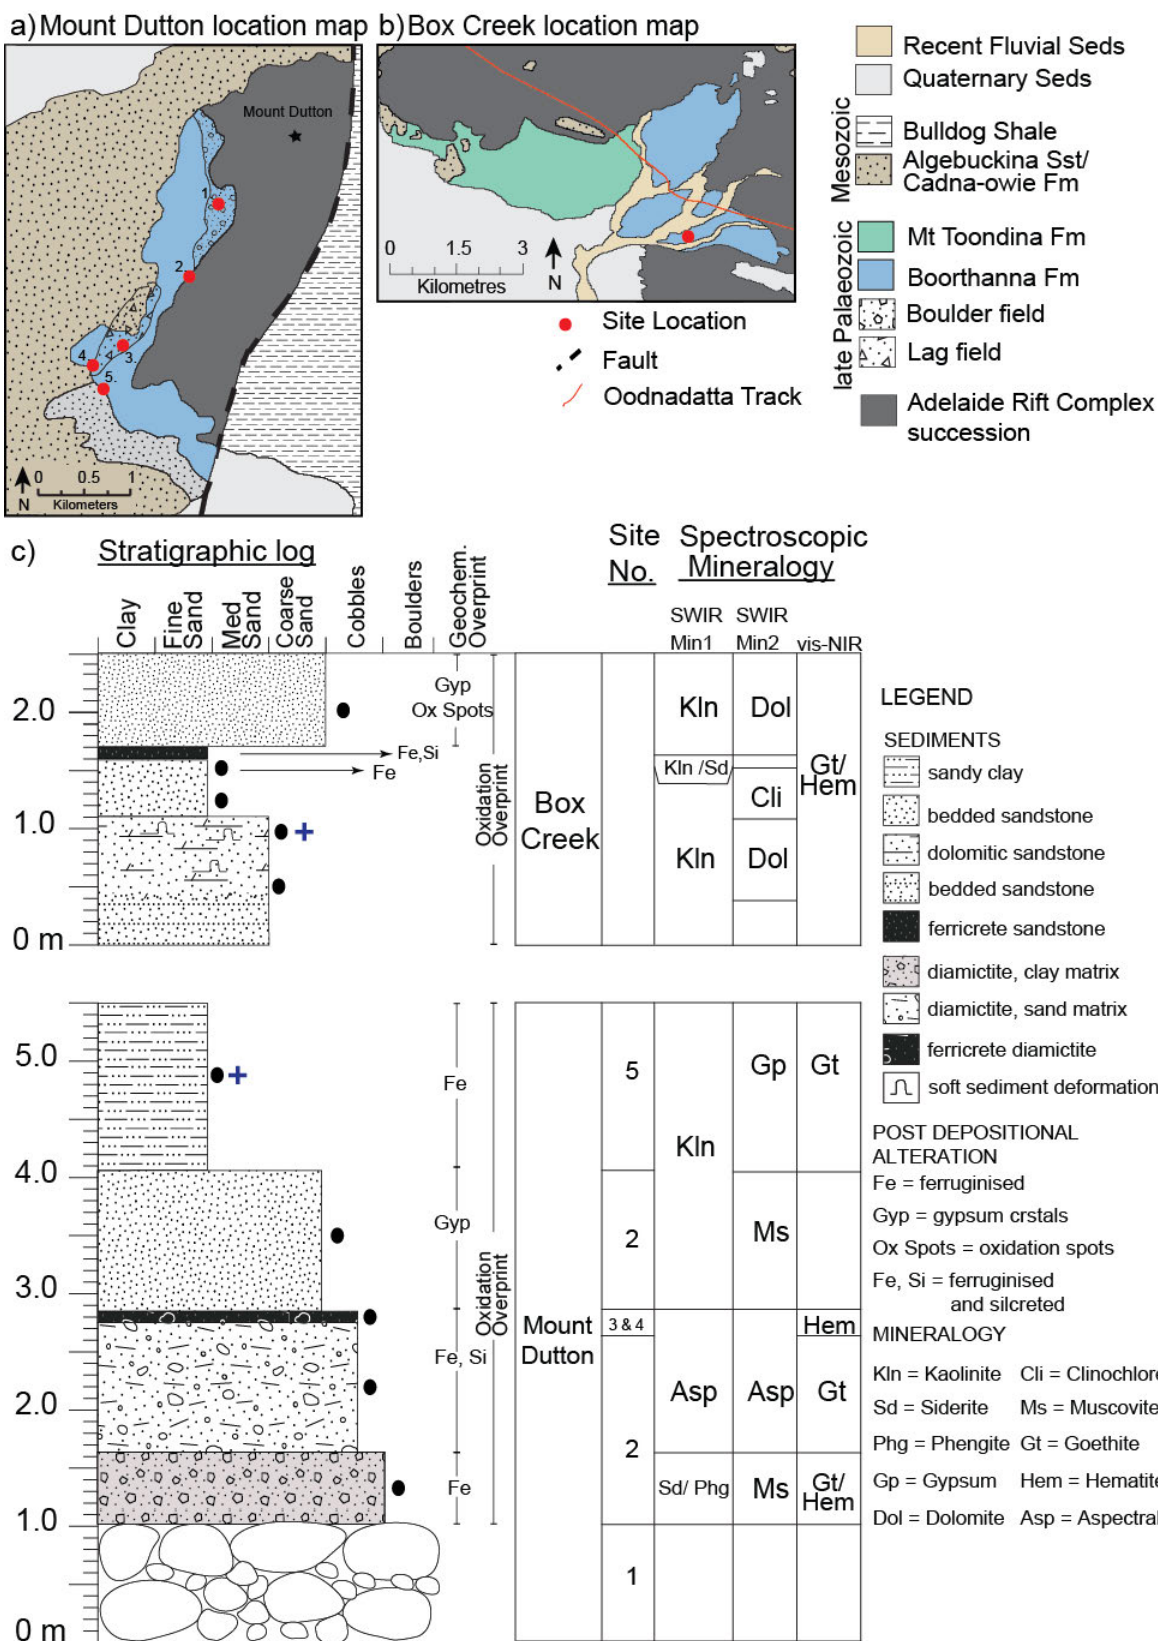 a) Mount Dutton location map
b) Box Creek location map
Mount Dutton
1.
2.
3.
4.
5.
N
0 0.5 1
Kilometers
0 1.5 3
Kilometres
N
Site Location
Fault
Oodnadatta Track
Recent Fluvial Seds
Quaternary Seds
Mesozoic
Bulldog Shale
Algebuckina Sst/
Cadna-owie Fm
late Palaeozoic
Mt Toondina Fm
Boorthanna Fm
Boulder field
Lag field
Adelaide Rift Complex
succession
c)
Stratigraphic log
Clay
Fine
Sand
Med
Sand
Coarse
Sand
Cobbles
Boulders
Geochem.
Overprint
Site
No.
Spectroscopic
Mineralogy
SWIR
Min1
SWIR
Min2
vis-NIR
2.0
1.0
0 m
Gyp
Ox Spots
Fe,Si
Fe
Oxidation
Overprint
Box
Creek
Kln
Dol
Kln /Sd
Cli
Kln
Dol
Gt/
Hem
5.0
4.0
3.0
2.0
1.0
0 m
Fe
Gyp
Fe, Si
Fe
Oxidation
Overprint
Mount
Dutton
5
2
3 & 4
2
1
Kln
Asp
Sd/ Phg
Gp
Ms
Asp
Ms
Gt
Hem
Gt
Gt/
Hem
LEGEND
SEDIMENTS
sandy clay
bedded sandstone
dolomitic sandstone
bedded sandstone
ferricrete sandstone
diamictite, clay matrix
diamictite, sand matrix
ferricrete diamictite
soft sediment deformation
POST DEPOSITIONAL
ALTERATION
Fe = ferruginised
Gyp = gypsum crstals
Ox Spots = oxidation spots
Fe, Si = ferruginised
and silcreted
MINERALOGY
Kln = Kaolinite Cli = Clinochlore
Sd = Siderite Ms = Muscovite
Phg = Phengite Gt = Goethite
Gp = Gypsum Hem = Hematite
Dol = Dolomite Asp = Aspectral